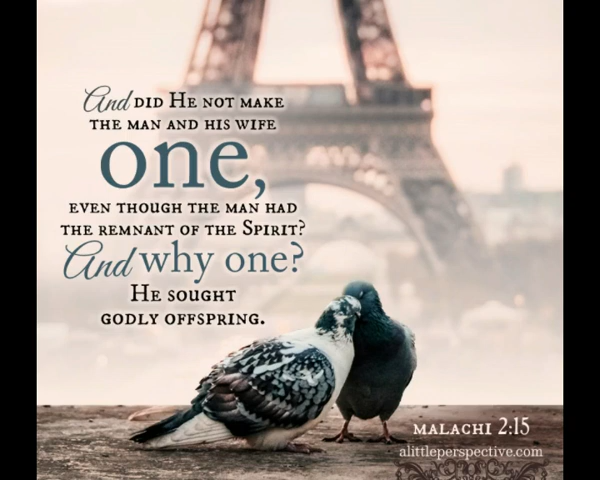 And did He not make
the man and his wife
one,
even though the man had
the remnant of the Spirit?
And why one?
He sought
godly offspring.
malachi 2:15
alittleperspective.com